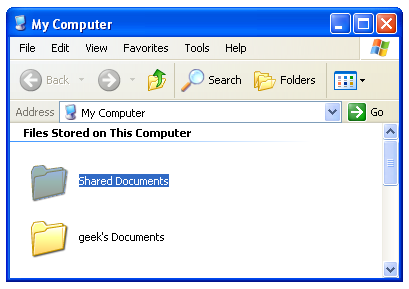 My Computer
File Edit View Favorites Tools Help
Back Search Folders
Address My Computer Go
Files Stored on This Computer
Shared Documents
geek's Documents